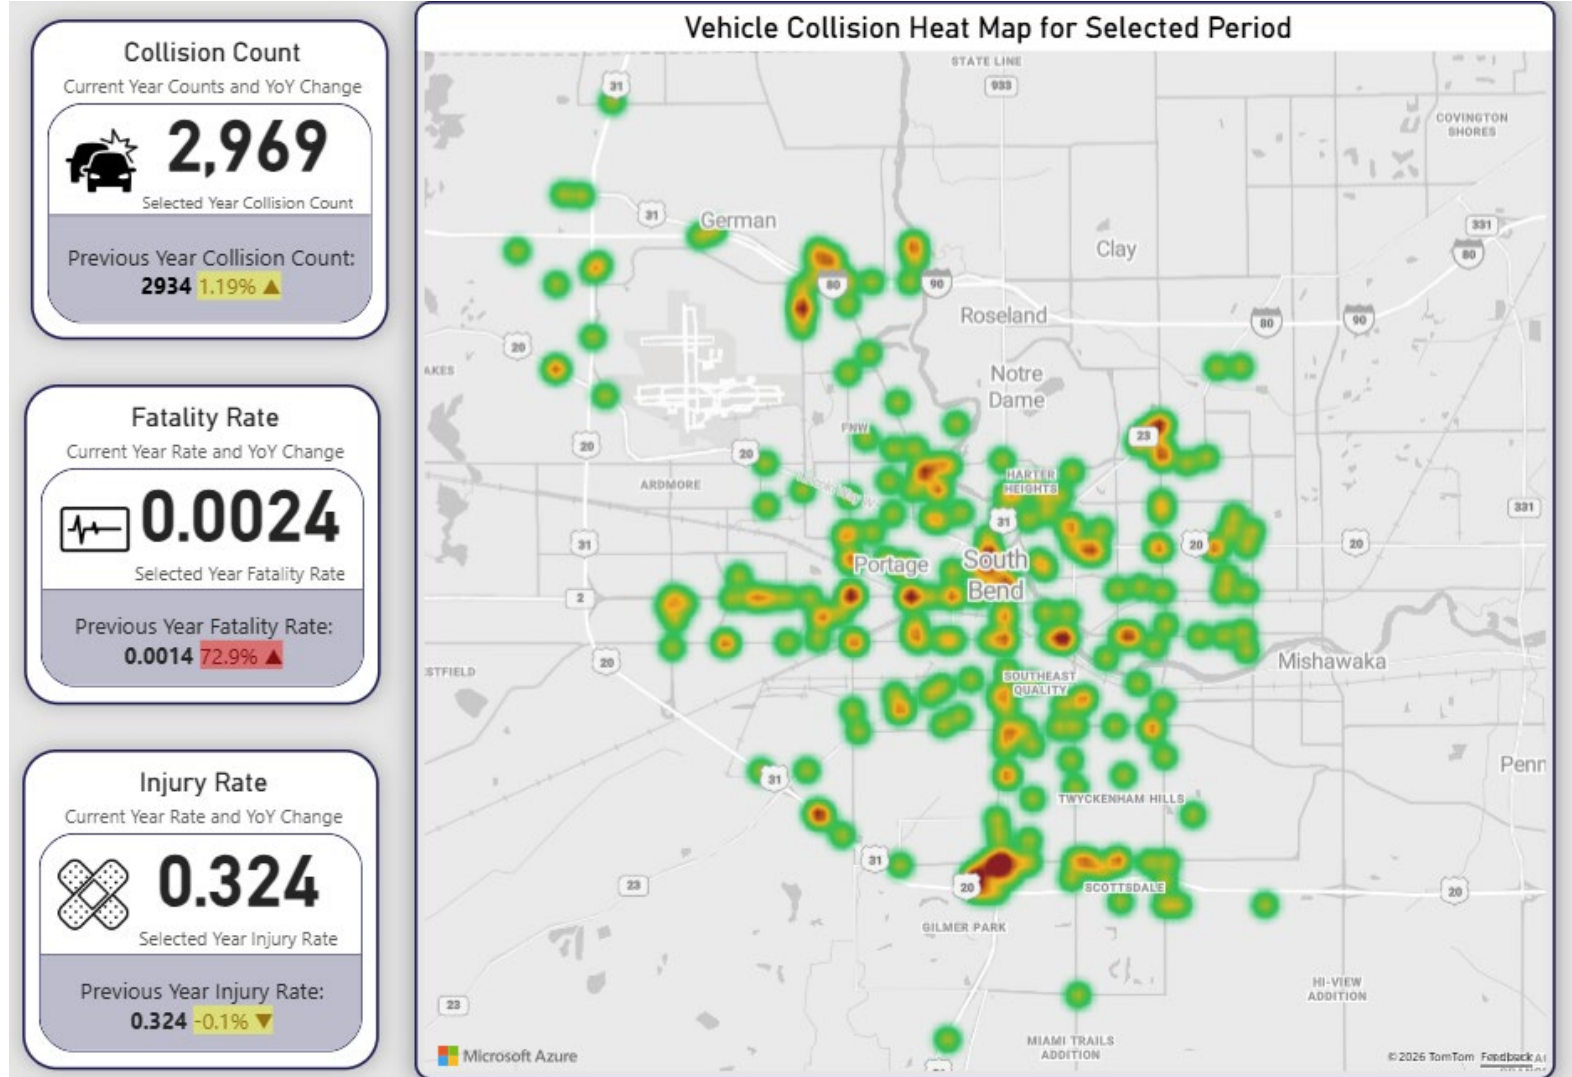 Collision Count
Current Year Counts and YoY Change
2,969
Selected Year Collision Count
Previous Year Collision Count:
2934 1.19% ▲
Fatality Rate
Current Year Rate and YoY Change
0.0024
Selected Year Fatality Rate
Previous Year Fatality Rate:
0.0014 72.9% ▲
Injury Rate
Current Year Rate and YoY Change
0.324
Selected Year Injury Rate
Previous Year Injury Rate:
0.324 -0.1% ▼
Vehicle Collision Heat Map for Selected Period
STATE LINE
31
933
COVINGTON
SHORES
31
German
331
Clay
80
80
90
Roseland
80
90
20
AKES
Notre
Dame
FNW
23
20
20
ARDMORE
HARTER
HEIGHTS
331
31
31
20
20
Portage
South
Bend
2
20
Mishawaka
STFIELD
SOUTHEAST
QUALITY
31
Penn
TWYCKENHAM HILLS
31
23
20
SCOTTSDALE
20
GILMER PARK
23
HI-VIEW
ADDITION
MIAMI TRAILS
ADDITION
Microsoft Azure
© 2026 TomTom Feedback